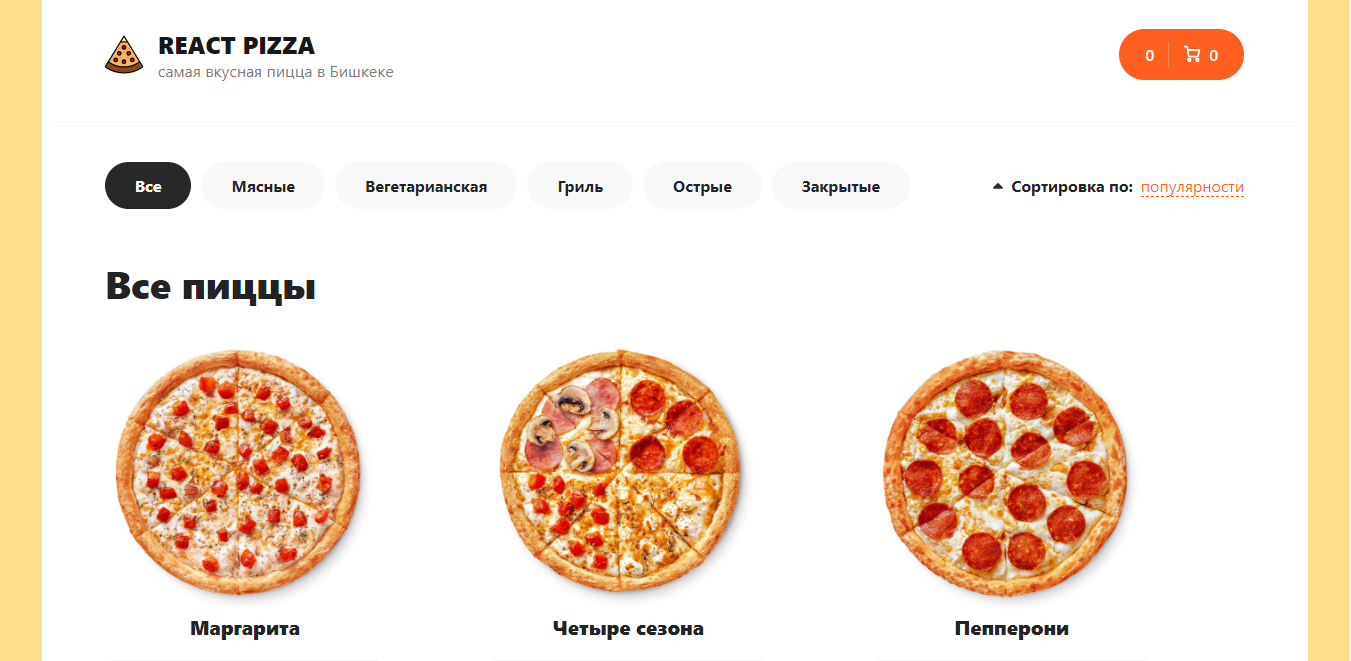 REACT PIZZA
самая вкусная пицца в Бишкеке
0 0
Все Мясные Вегетарианская Гриль Острые Закрытые Сортировка по: популярности
Все пиццы
Маргарита Четыре сезона Пепперони